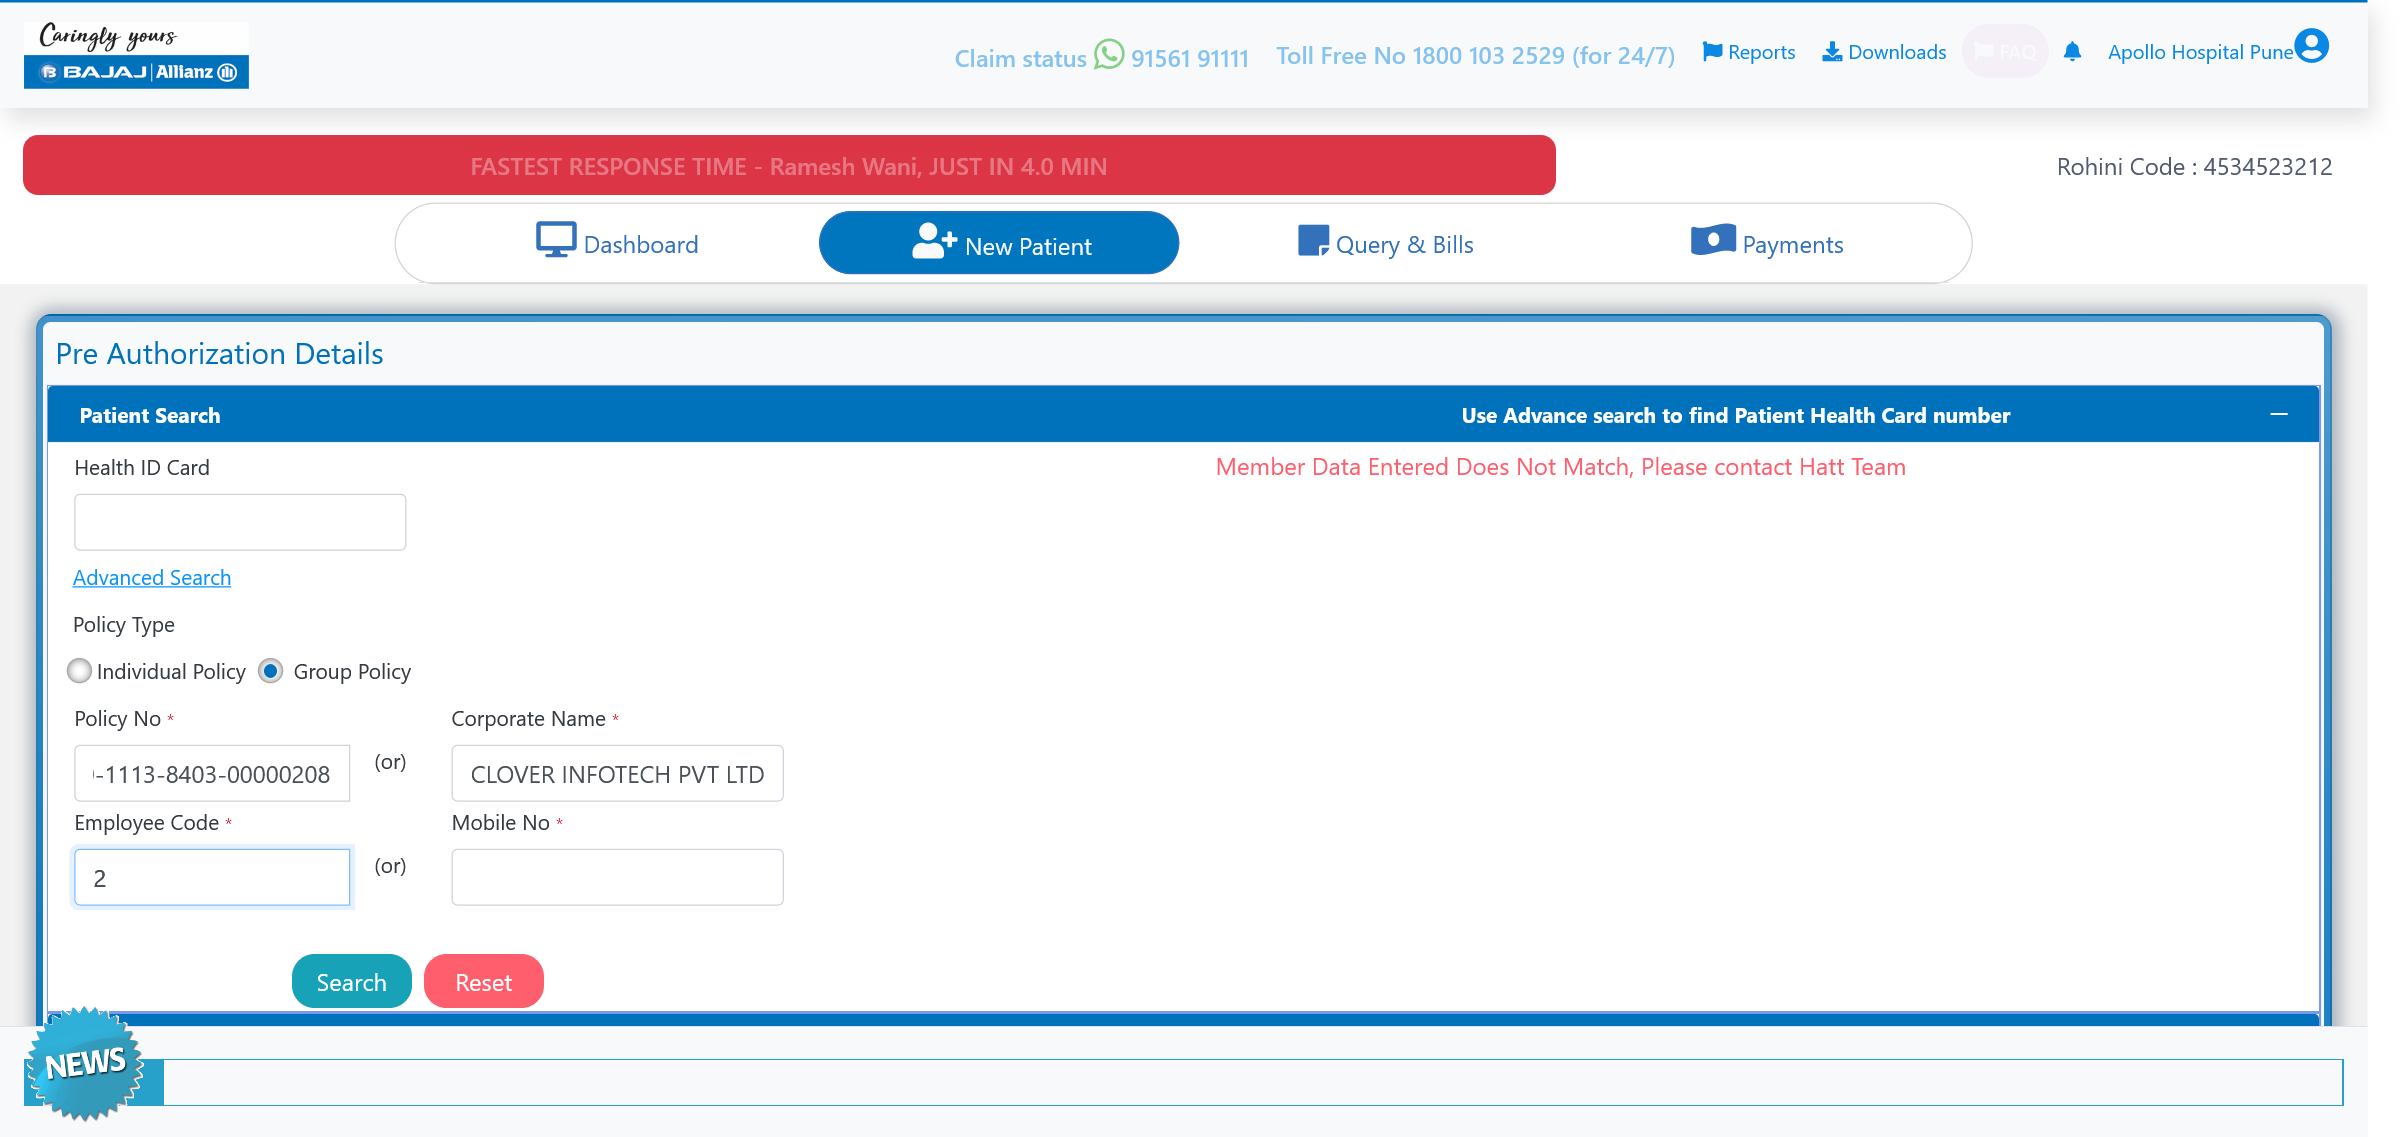 Caringly yours
BAJAJ | Allianz
Claim status 91561 91111 Toll Free No 1800 103 2529 (for 24/7) Reports Downloads FAQ Apollo Hospital Pune
FASTEST RESPONSE TIME - Ramesh Wani, JUST IN 4.0 MIN
Rohini Code : 4534523212
Dashboard New Patient Query & Bills Payments
Pre Authorization Details
Patient Search Use Advance search to find Patient Health Card number
Health ID Card
Member Data Entered Does Not Match, Please contact Hatt Team
Advanced Search
Policy Type
Individual Policy Group Policy
Policy No * Corporate Name *
-1113-8403-00000208 (or) CLOVER INFOTECH PVT LTD
Employee Code * Mobile No *
2 (or)
Search Reset
NEWS